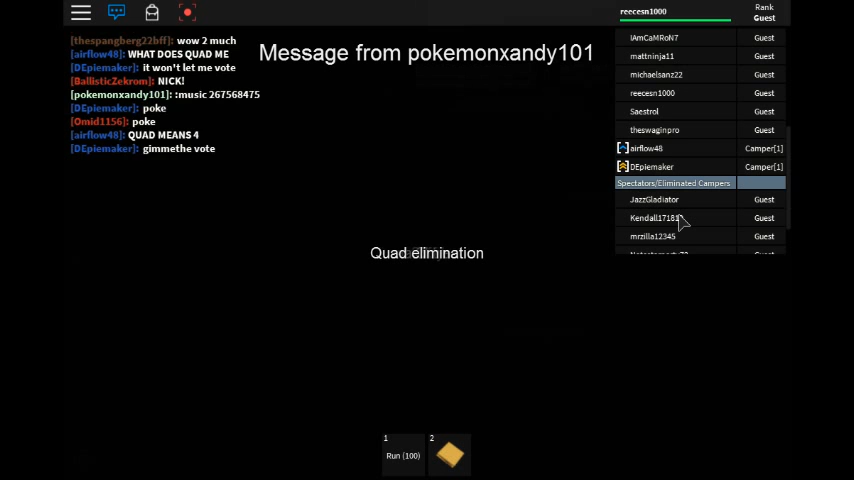 reecesn1000
Rank
Guest
[thespangberg22bff]: wow 2 much
[airflow48]: WHAT DOES QUAD ME
[DEpiemaker]: it won't let me vote
[BallisticZekrom]: NICK!
[pokemonxandy101]: :music 267568475
[DEpiemaker]: poke
[Omid1156]: poke
[airflow48]: QUAD MEANS 4
[DEpiemaker]: gimmethe vote
Message from pokemonxandy101
Quad elimination
IAmCaMRoN7 Guest
mattninja11 Guest
michaelsanz22 Guest
reecesn1000 Guest
Saestrol Guest
theswaginpro Guest
airflow48 Camper[1]
DEpiemaker Camper[1]
Spectators/Eliminated Campers
JazzGladiator Guest
Guest
mrzilla12345 Guest
Guest
1
Run (100)
2